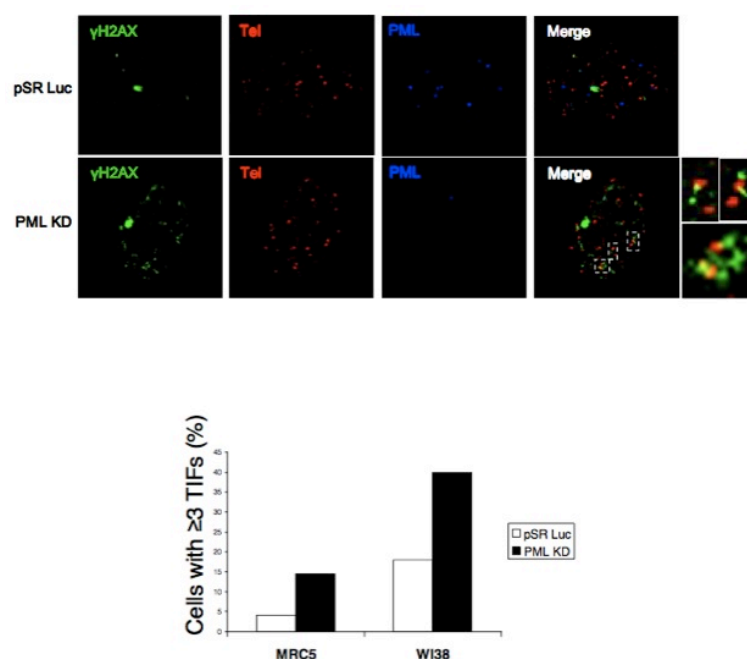 γH2AX Tel PML Merge
pSR Luc
γH2AX Tel PML Merge
PML KD
Cells with ≥3 TIFs (%)
45
40
35
30
25
20
15
10
5
0
MRC5 WI38
pSR Luc
PML KD